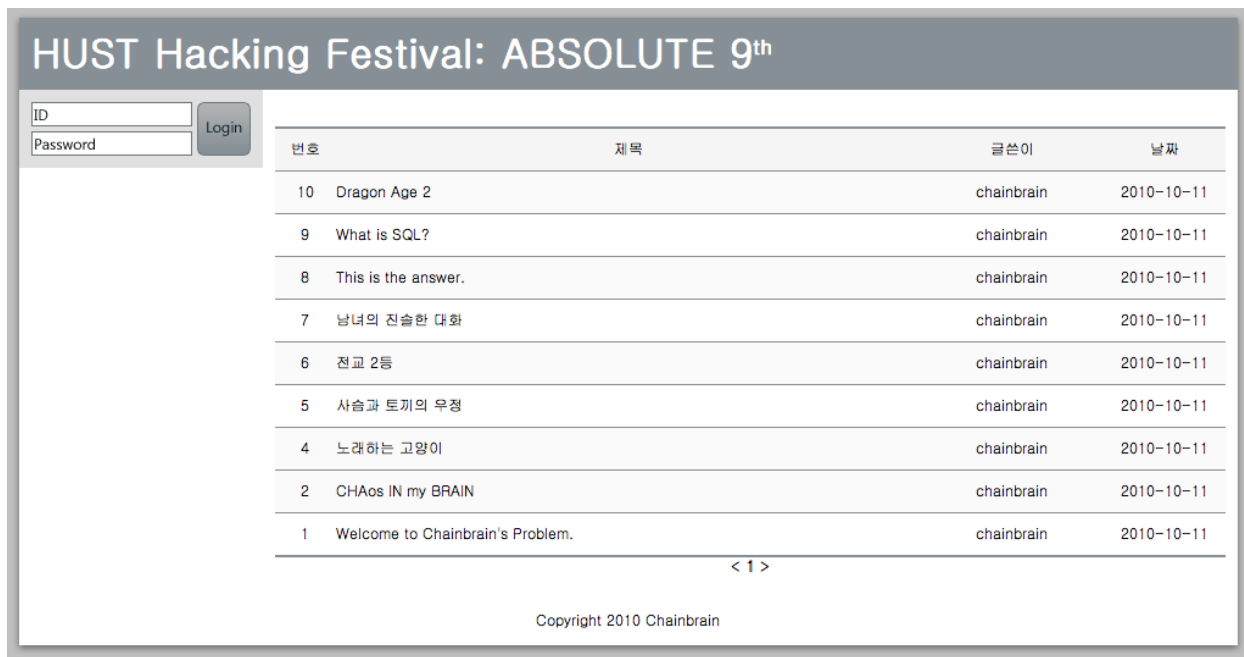 HUST Hacking Festival: ABSOLUTE 9th
ID
Password
Login
번호 제목 글쓴이 날짜
10 Dragon Age 2 chainbrain 2010-10-11
9 What is SQL? chainbrain 2010-10-11
8 This is the answer. chainbrain 2010-10-11
7 남녀의 진솔한 대화 chainbrain 2010-10-11
6 전교 2등 chainbrain 2010-10-11
5 사슴과 토끼의 우정 chainbrain 2010-10-11
4 노래하는 고양이 chainbrain 2010-10-11
2 CHAos IN my BRAIN chainbrain 2010-10-11
1 Welcome to Chainbrain's Problem. chainbrain 2010-10-11
< 1 >
Copyright 2010 Chainbrain